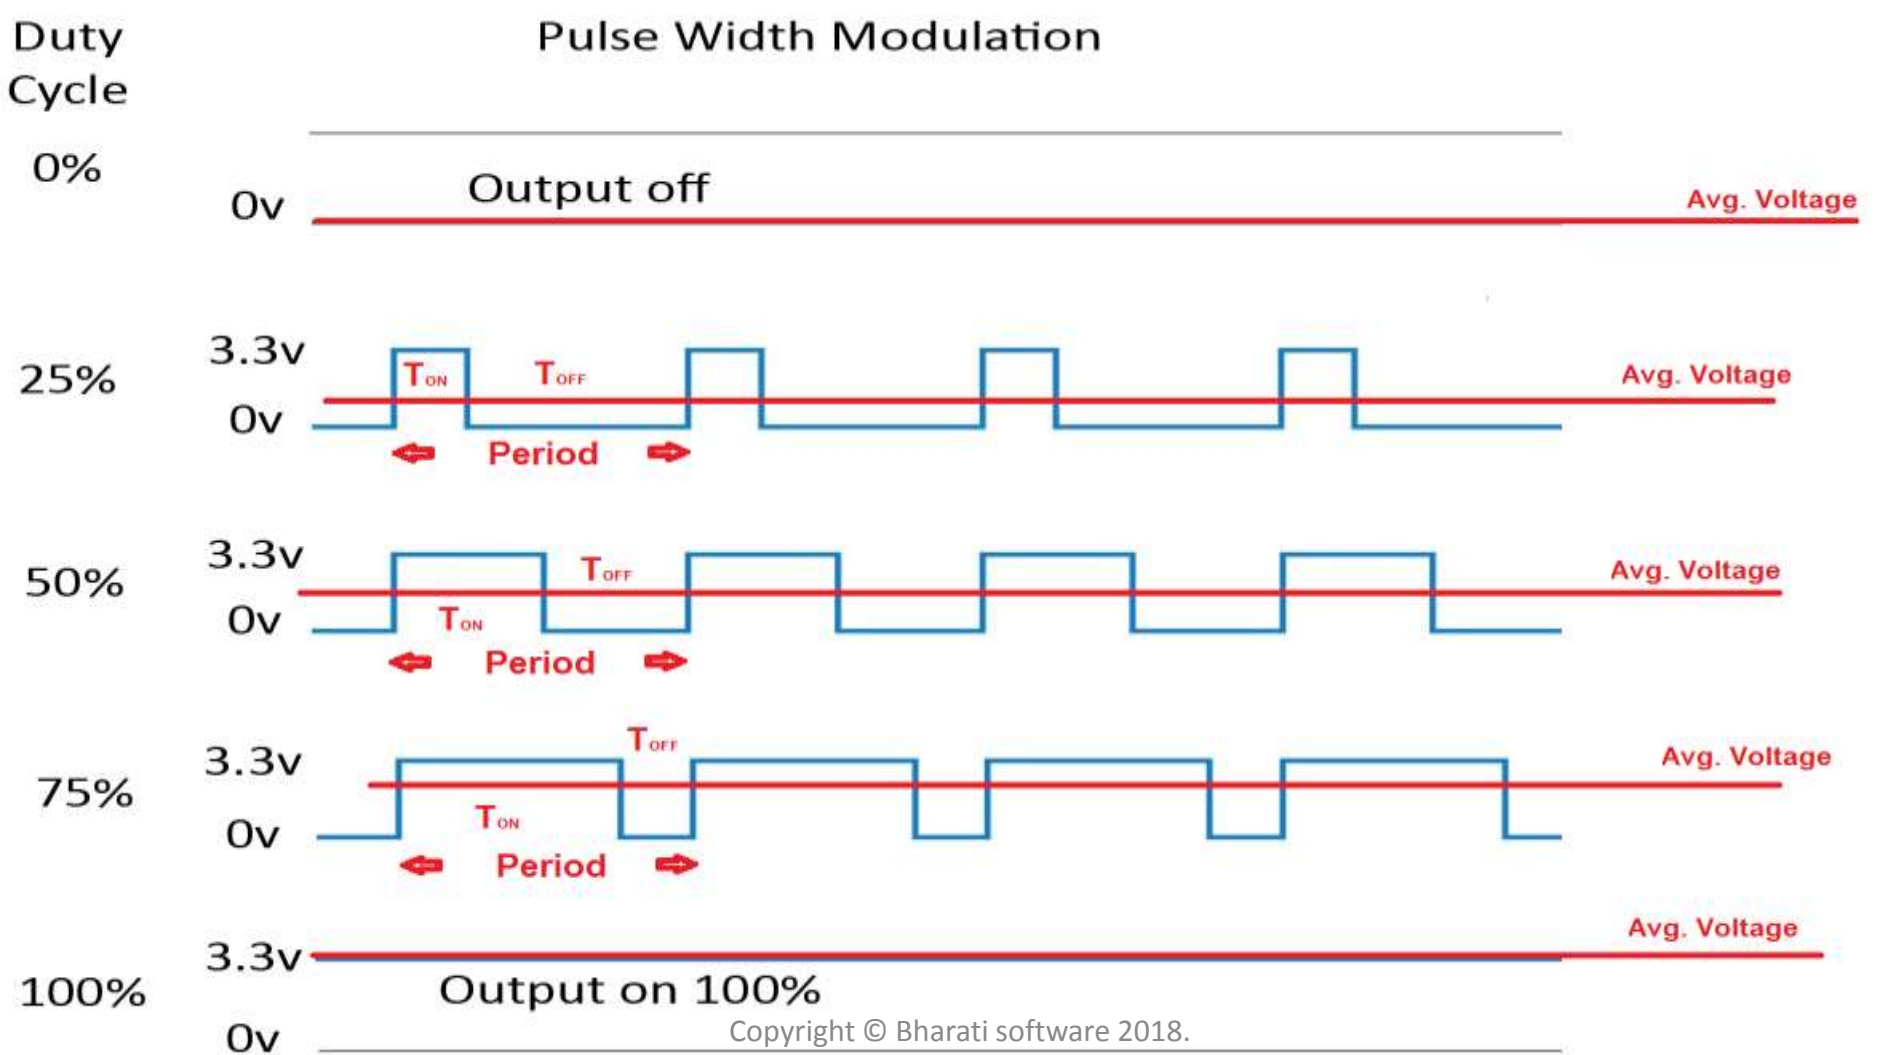 Duty
Cycle
Pulse Width Modulation
0%
Output off
0v
Avg. Voltage
25%
3.3v
TON
TOFF
Avg. Voltage
0v
Period
50%
3.3v
TOFF
Avg. Voltage
0v
TON
Period
75%
TOFF
3.3v
Avg. Voltage
TON
0v
Period
100%
Avg. Voltage
3.3v
Output on 100%
0v
Copyright © Bharati software 2018.